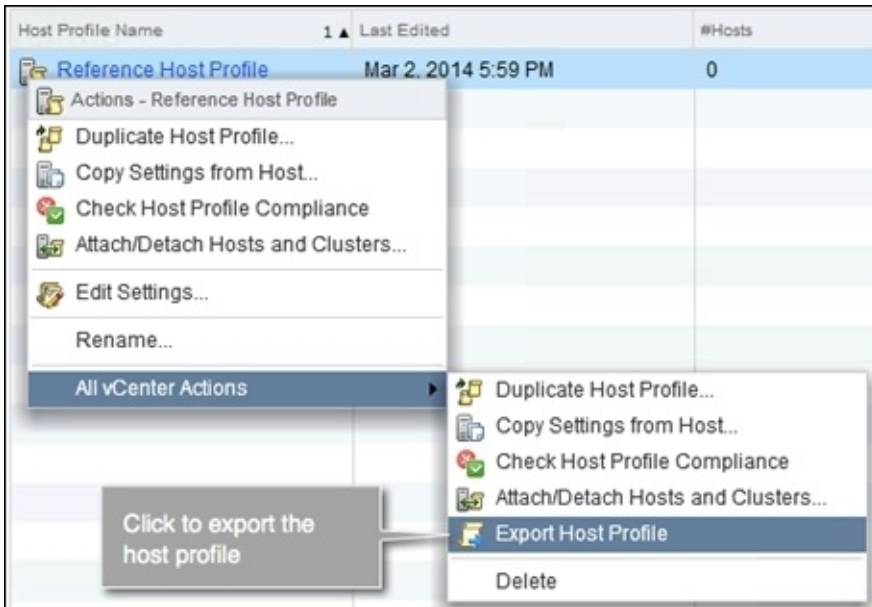 Host Profile Name 1 ▲ Last Edited #Hosts
Reference Host Profile Mar 2, 2014 5:59 PM 0
Actions - Reference Host Profile
Duplicate Host Profile...
Copy Settings from Host...
Check Host Profile Compliance
Attach/Detach Hosts and Clusters...
Edit Settings...
Rename...
All vCenter Actions
Duplicate Host Profile...
Copy Settings from Host...
Check Host Profile Compliance
Attach/Detach Hosts and Clusters...
Export Host Profile
Delete
Click to export the
host profile